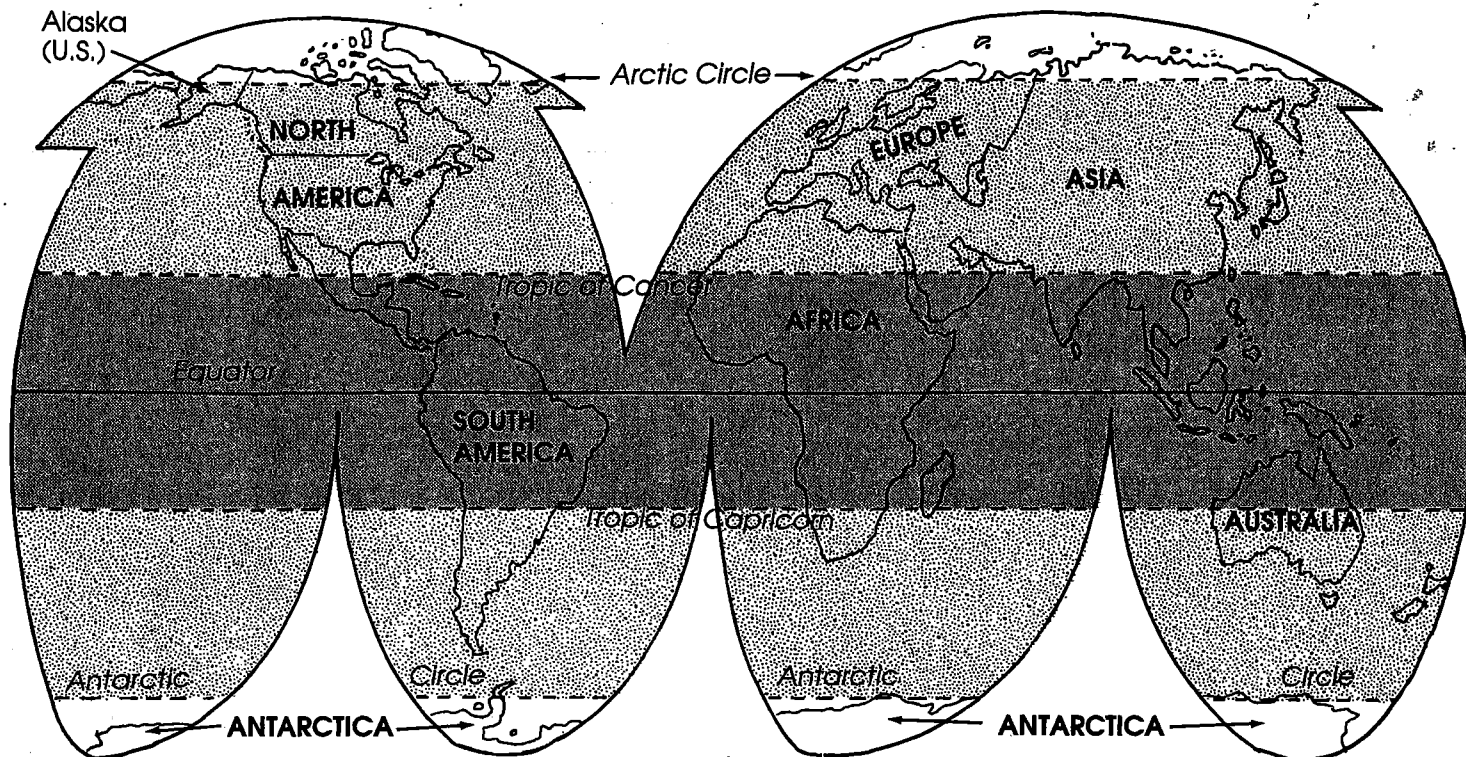 Alaska
(U.S.)
Arctic Circle
NORTH
AMERICA
EUROPE
ASIA
Tropic of Cancer
AFRICA
Equator
SOUTH
AMERICA
Tropic of Capricorn
AUSTRALIA
Antarctic
Circle
Antarctic
Circle
ANTARCTICA
ANTARCTICA